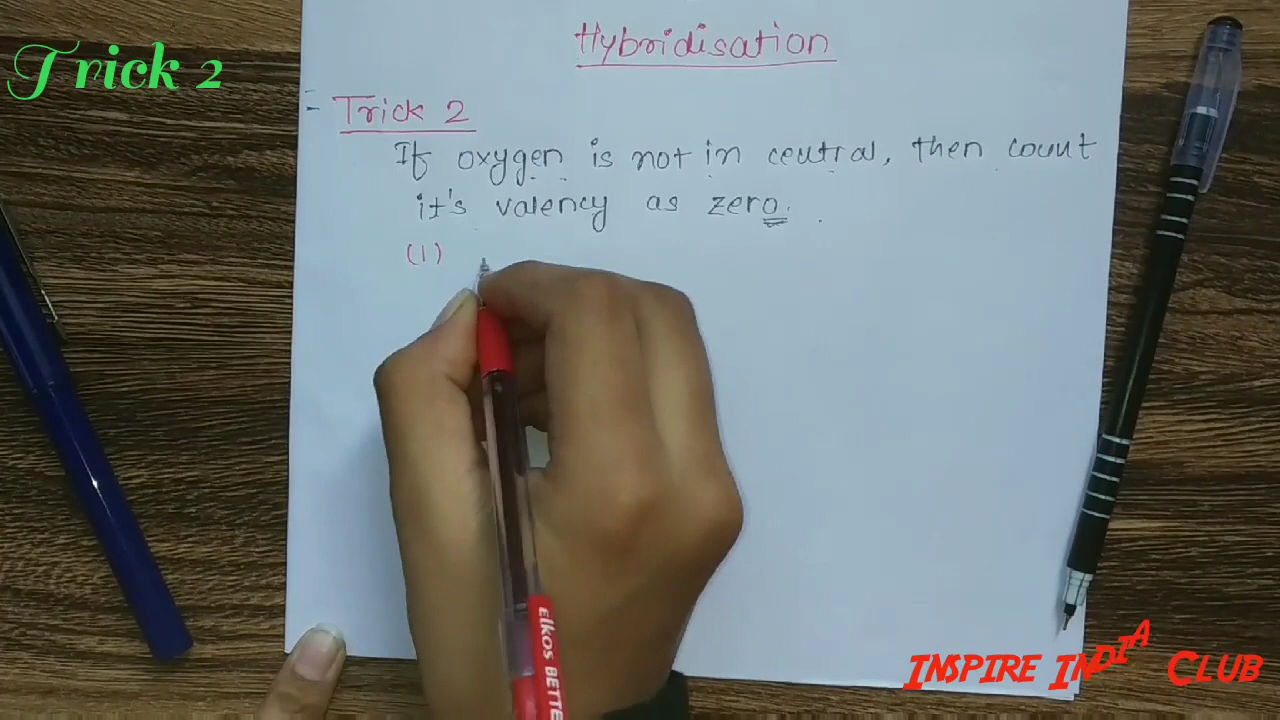 Trick 2
Hybridisation
Trick 2
If oxygen is not in central, then count
it's valency as zero.
(1)
Elkos BETTE
INSPIRE INDIA CLUB